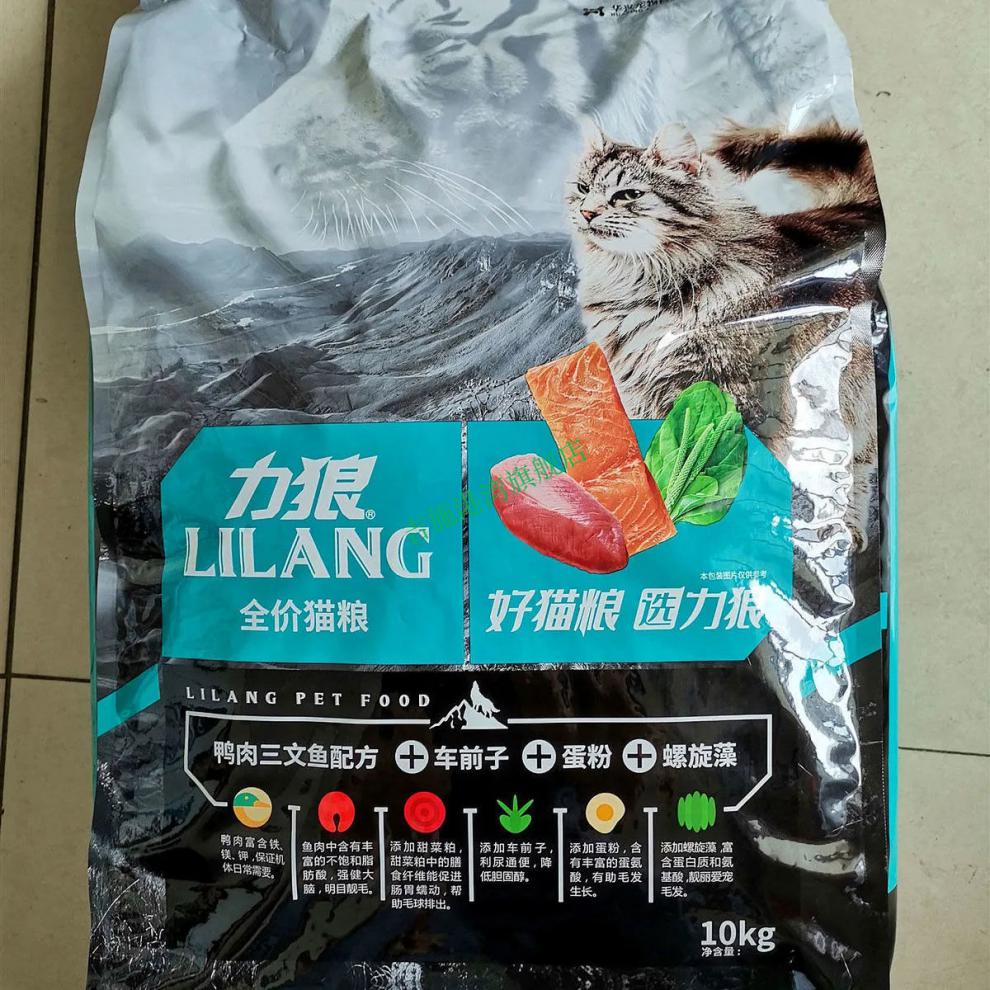 力狼®
LILANG
全价猫粮
本包装图片仅供参考
好猫粮 选力狼
LILANG PET FOOD
鸭肉三文鱼配方 + 车前子 + 蛋粉 + 螺旋藻
鸭肉富含铁、
镁、钾,保证机
体日常需要。
鱼肉中含有丰
富的不饱和脂
肪酸,强健大
脑,明目靓毛。
添加甜菜粕,
甜菜粕中的膳
食纤维能促进
肠胃蠕动,帮
助毛球排出。
添加车前子,
利尿通便,降
低胆固醇。
添加蛋粉,含
有丰富的蛋氨
酸,有助毛发
生长。
添加螺旋藻,富
含蛋白质和氨
基酸,靓丽爱宠
毛发。
10kg
净含量: